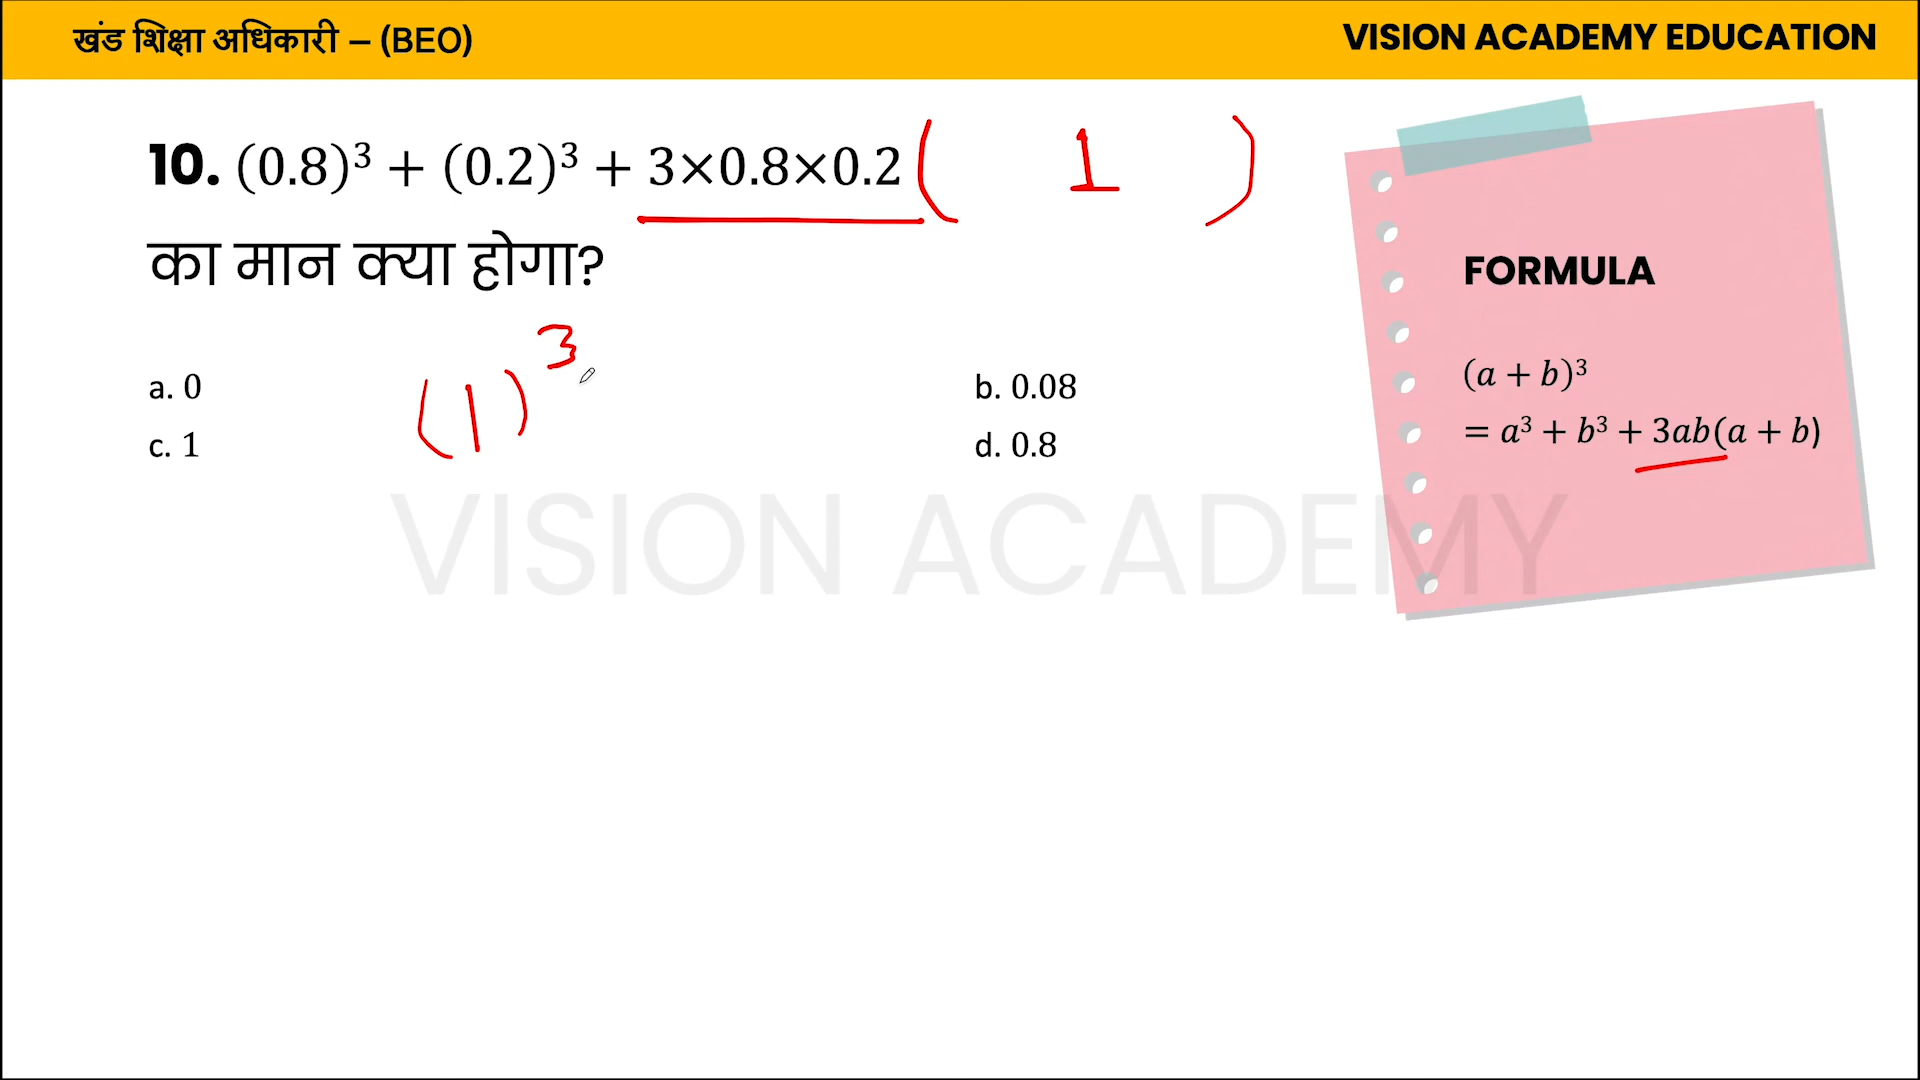 खंड शिक्षा अधिकारी – (BEO)
VISION ACADEMY EDUCATION
10. (0.8)³ + (0.2)³ + 3×0.8×0.2 ( 1 )
का मान क्या होगा?
(1)³
a. 0
b. 0.08
c. 1
d. 0.8
FORMULA
(a + b)³
= a³ + b³ + 3ab(a + b)
VISION ACADEMY